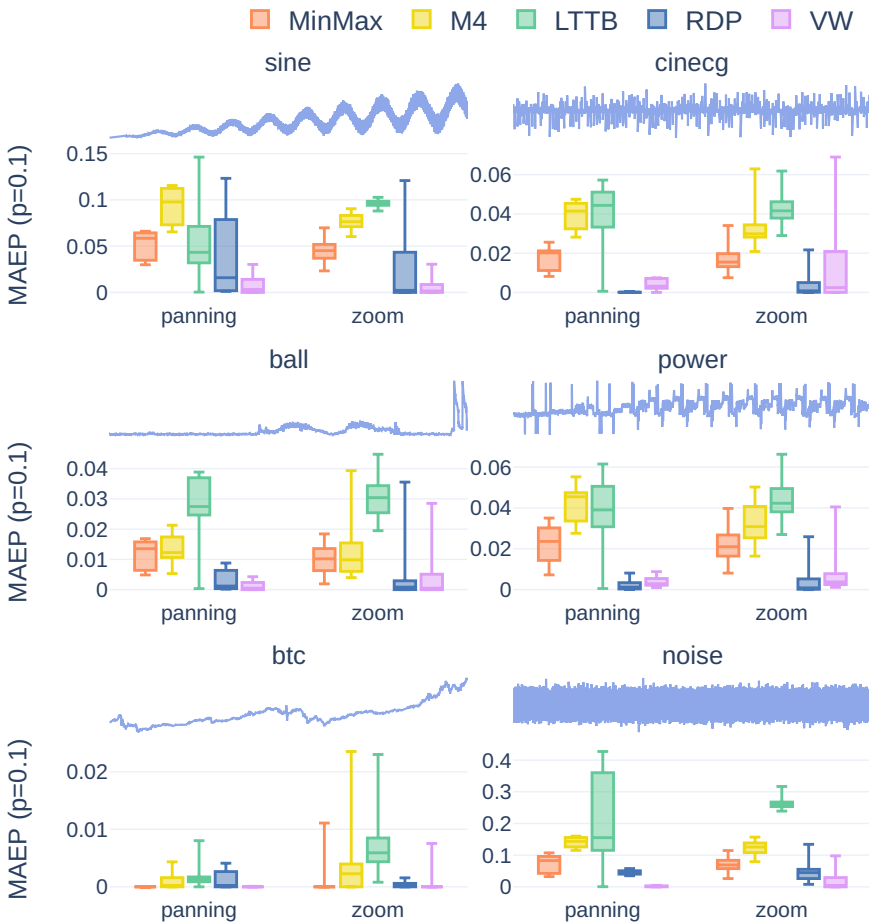 MinMax M4 LTTB RDP VW
sine cinecg
MAEP (p=0.1)
0.15
0.1
0.05
0
0.06
0.04
0.02
0
panning zoom panning zoom
ball power
MAEP (p=0.1)
0.04
0.03
0.02
0.01
0
0.06
0.04
0.02
0
panning zoom panning zoom
btc noise
MAEP (p=0.1)
0.02
0.01
0
0.4
0.3
0.2
0.1
0
panning zoom panning zoom